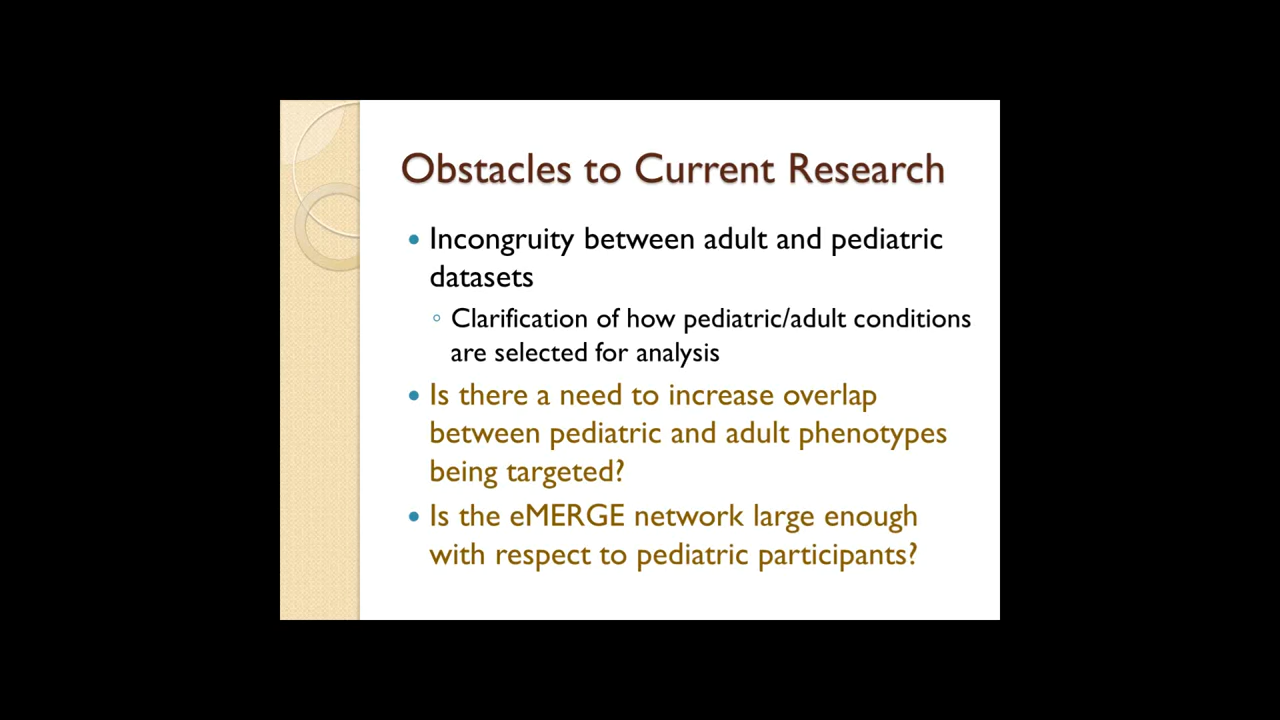 Obstacles to Current Research
• Incongruity between adult and pediatric
datasets
◦ Clarification of how pediatric/adult conditions
are selected for analysis
• Is there a need to increase overlap
between pediatric and adult phenotypes
being targeted?
• Is the eMERGE network large enough
with respect to pediatric participants?